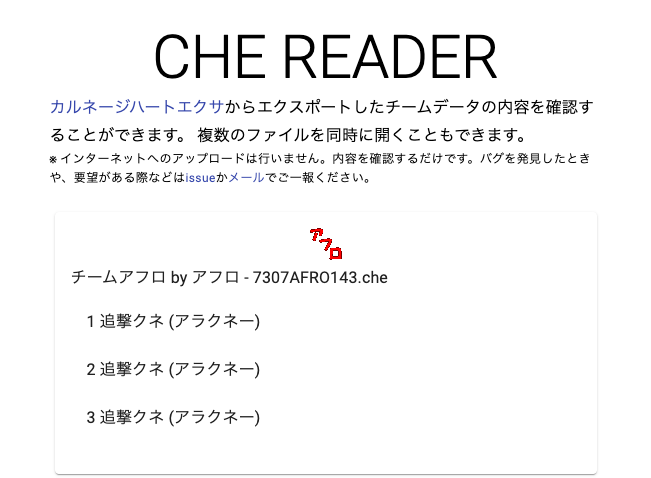 CHE READER
カルネージハートエクサからエクスポートしたチームデータの内容を確認す
ることができます。 複数のファイルを同時に開くこともできます。
※ インターネットへのアップロードは行いません。内容を確認するだけです。バグを発見したとき
や、要望がある際などはissueかメールでご一報ください。
アフロ
チームアフロ by アフロ - 7307AFRO143.che
1 追撃クネ (アラクネー)
2 追撃クネ (アラクネー)
3 追撃クネ (アラクネー)